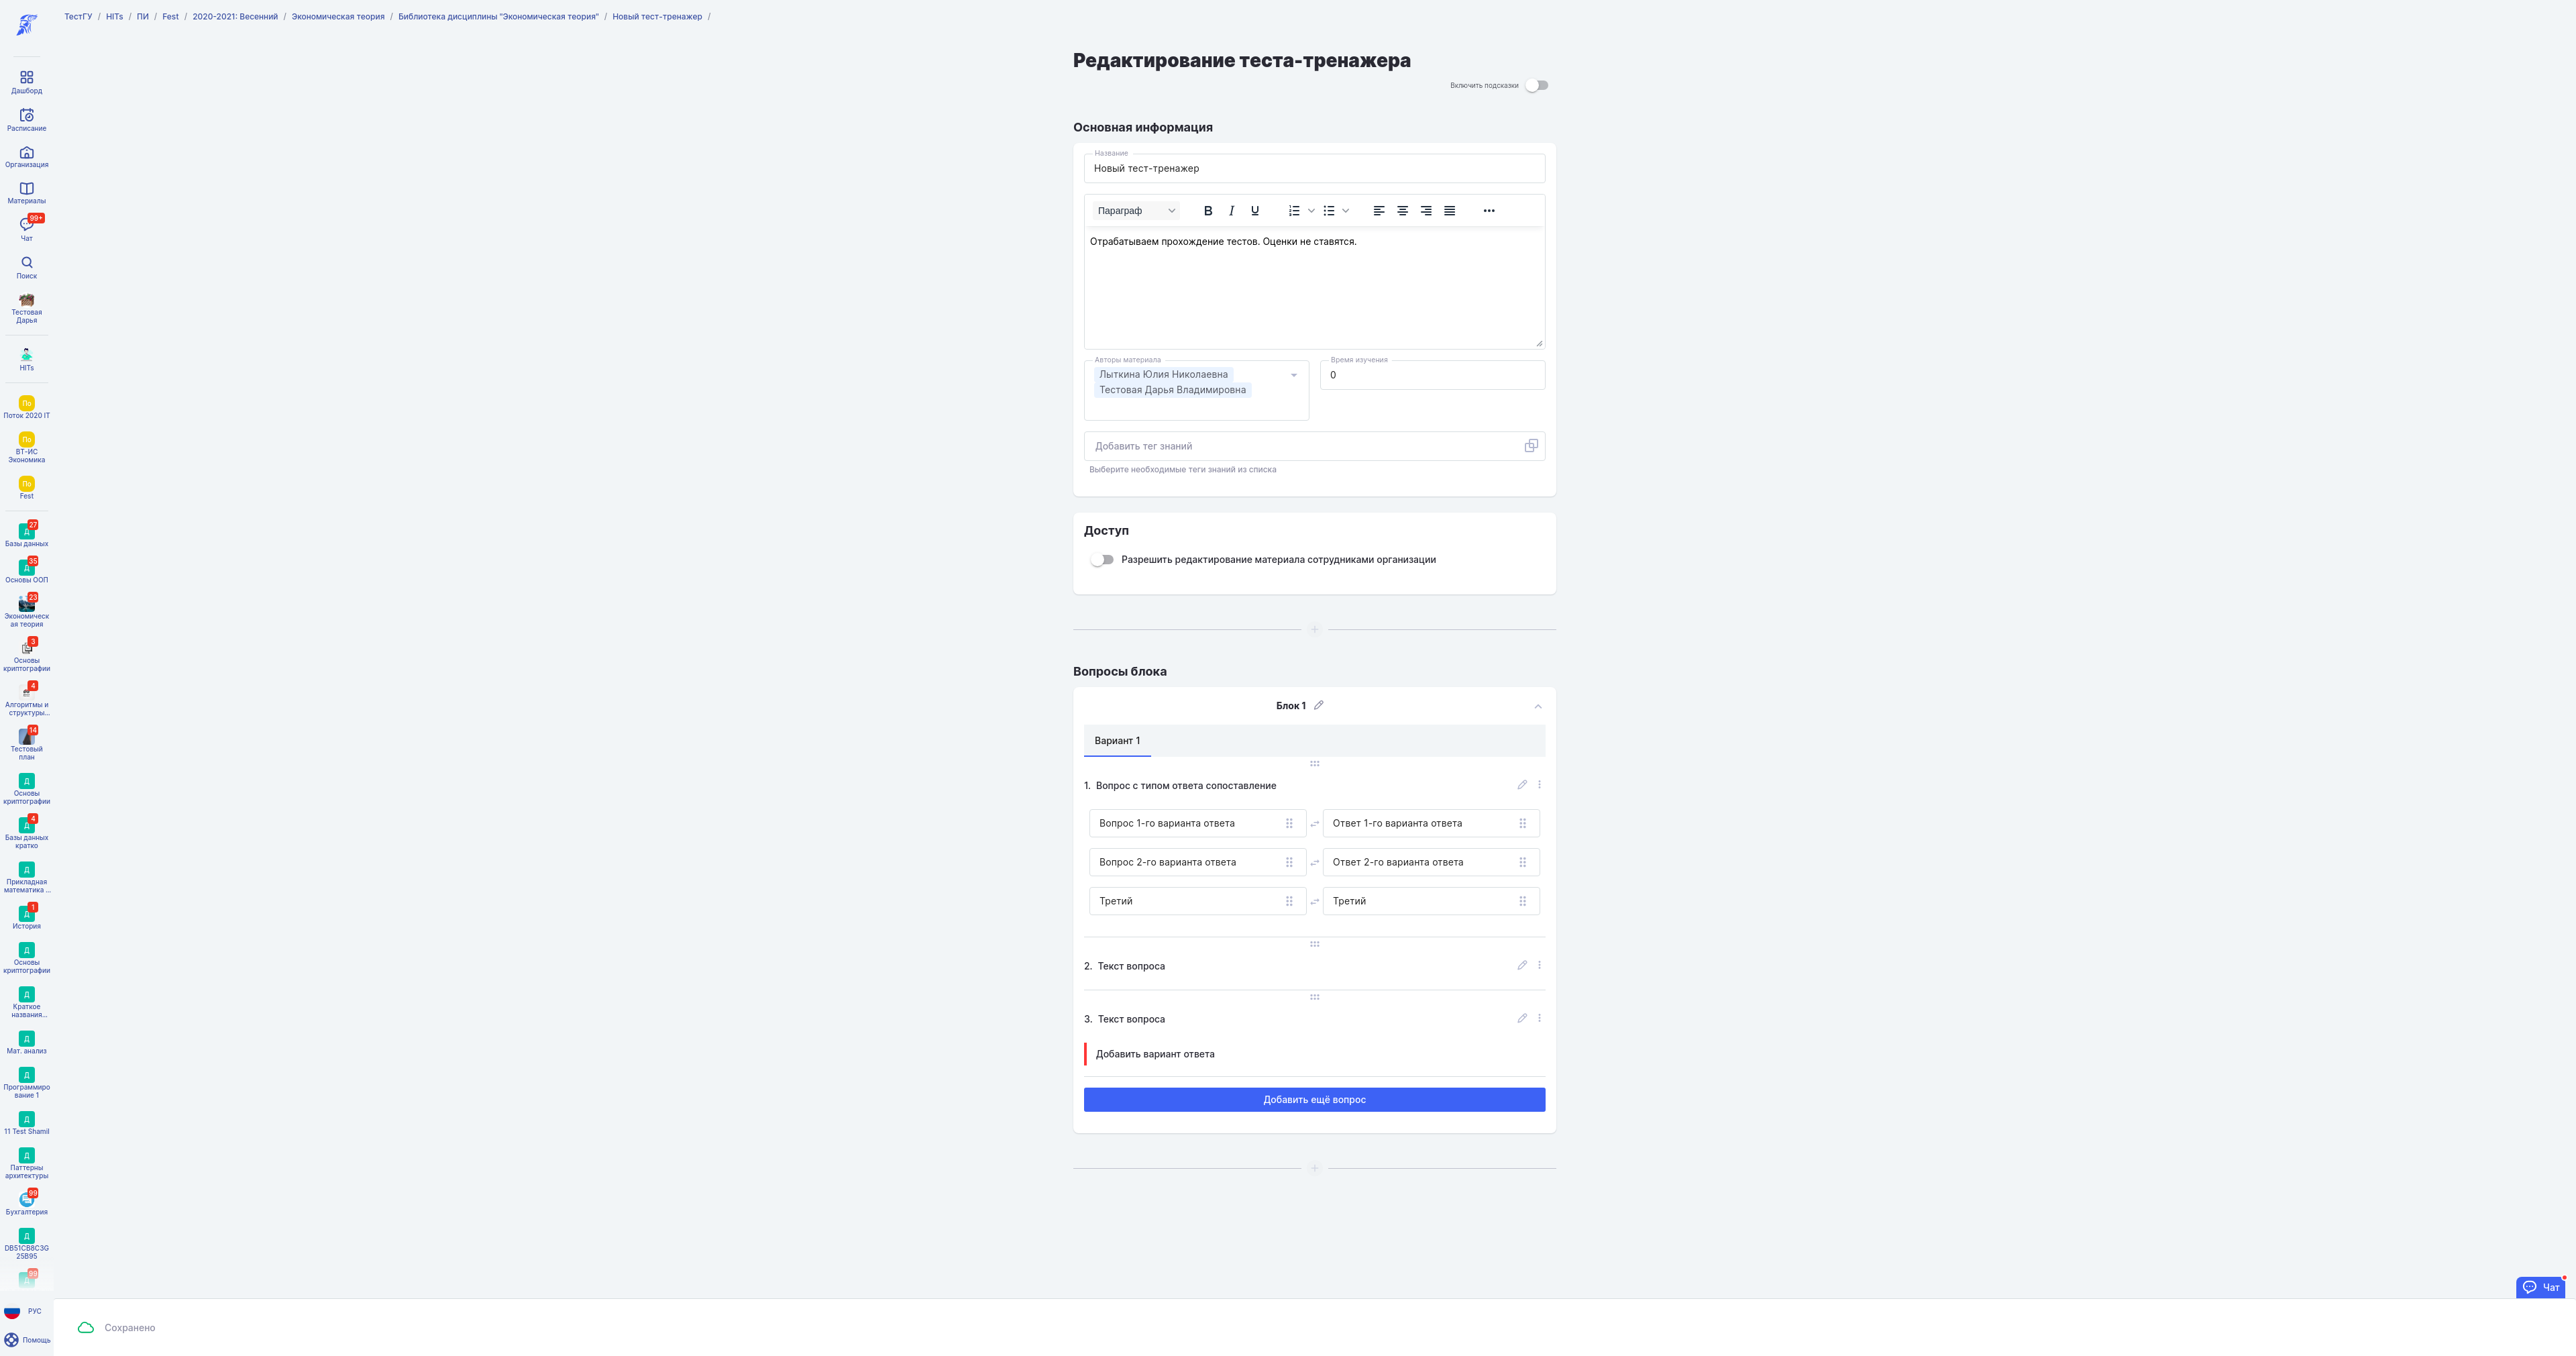 ТестГУ / HITs / ПИ / Fest / 2020-2021: Весенний / Экономическая теория / Библиотека дисциплины "Экономическая теория" / Новый тест-тренажер /
Дашборд
Расписание
Организация
Материалы
99+
Чат
Поиск
Тестовая
Дарья
HITs
По
Поток 2020 IT
По
ВТ-ИС
Экономика
По
Fest
27
Д
Базы данных
35
Д
Основы ООП
23
Экономическ
ая теория
3
Основы
криптографии
4
Алгоритмы и
структуры...
14
Тестовый
план
Д
Основы
криптографии
4
Д
Базы данных
кратко
Д
Прикладная
математика ...
1
Д
История
Д
Основы
криптографии
Д
Краткое
названия...
Д
Мат. анализ
Д
Программиро
вание 1
Д
11 Test Shamil
Д
Паттерны
архитектуры
99
Бухгалтерия
Д
DB51CB8C3G
25B95
99
Д
РУС
Помощь
Редактирование теста-тренажера
Включить подсказки
Основная информация
Название
Новый тест-тренажер
Параграф B I U
Отрабатываем прохождение тестов. Оценки не ставятся.
Авторы материала
Лыткина Юлия Николаевна
Тестовая Дарья Владимировна
Время изучения
0
Добавить тег знаний
Выберите необходимые теги знаний из списка
Доступ
Разрешить редактирование материала сотрудниками организации
Вопросы блока
Блок 1
Вариант 1
1. Вопрос с типом ответа сопоставление
Вопрос 1-го варианта ответа Ответ 1-го варианта ответа
Вопрос 2-го варианта ответа Ответ 2-го варианта ответа
Третий Третий
2. Текст вопроса
3. Текст вопроса
Добавить вариант ответа
Добавить ещё вопрос
Чат
Сохранено